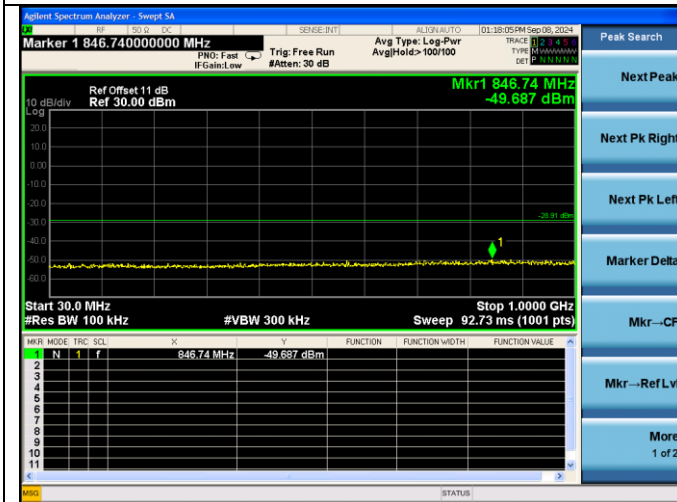 Agilent Spectrum Analyzer - Swept SA
RF 50 Ω DC SENSE:INT ALIGN AUTO 01:18:05 PM Sep 08, 2024
Marker 1 846.740000000 MHz
PNO: Fast Trig: Free Run Avg Type: Log-Pwr TRACE 1 2 3 4 5 6
IFGain:Low #Atten: 30 dB Avg|Hold:>100/100 TYPE M
DET P N N N N N
Peak Search
Mkr1 846.74 MHz
-49.687 dBm
Ref Offset 11 dB
10 dB/div Ref 30.00 dBm
Log
20.0
10.0
0.00
-10.0
-20.0
-28.91 dBm
-30.0
-40.0
1
-50.0
-60.0
Start 30.0 MHz Stop 1.0000 GHz
#Res BW 100 kHz #VBW 300 kHz Sweep 92.73 ms (1001 pts)
MKR MODE TRC SCL X Y FUNCTION FUNCTION WIDTH FUNCTION VALUE
1 N 1 f 846.74 MHz -49.687 dBm
2
3
4
5
6
7
8
9
10
11
MSG STATUS
Next Peak
Next Pk Right
Next Pk Left
Marker Delta
Mkr→CF
Mkr→Ref Lvl
More
1 of 2